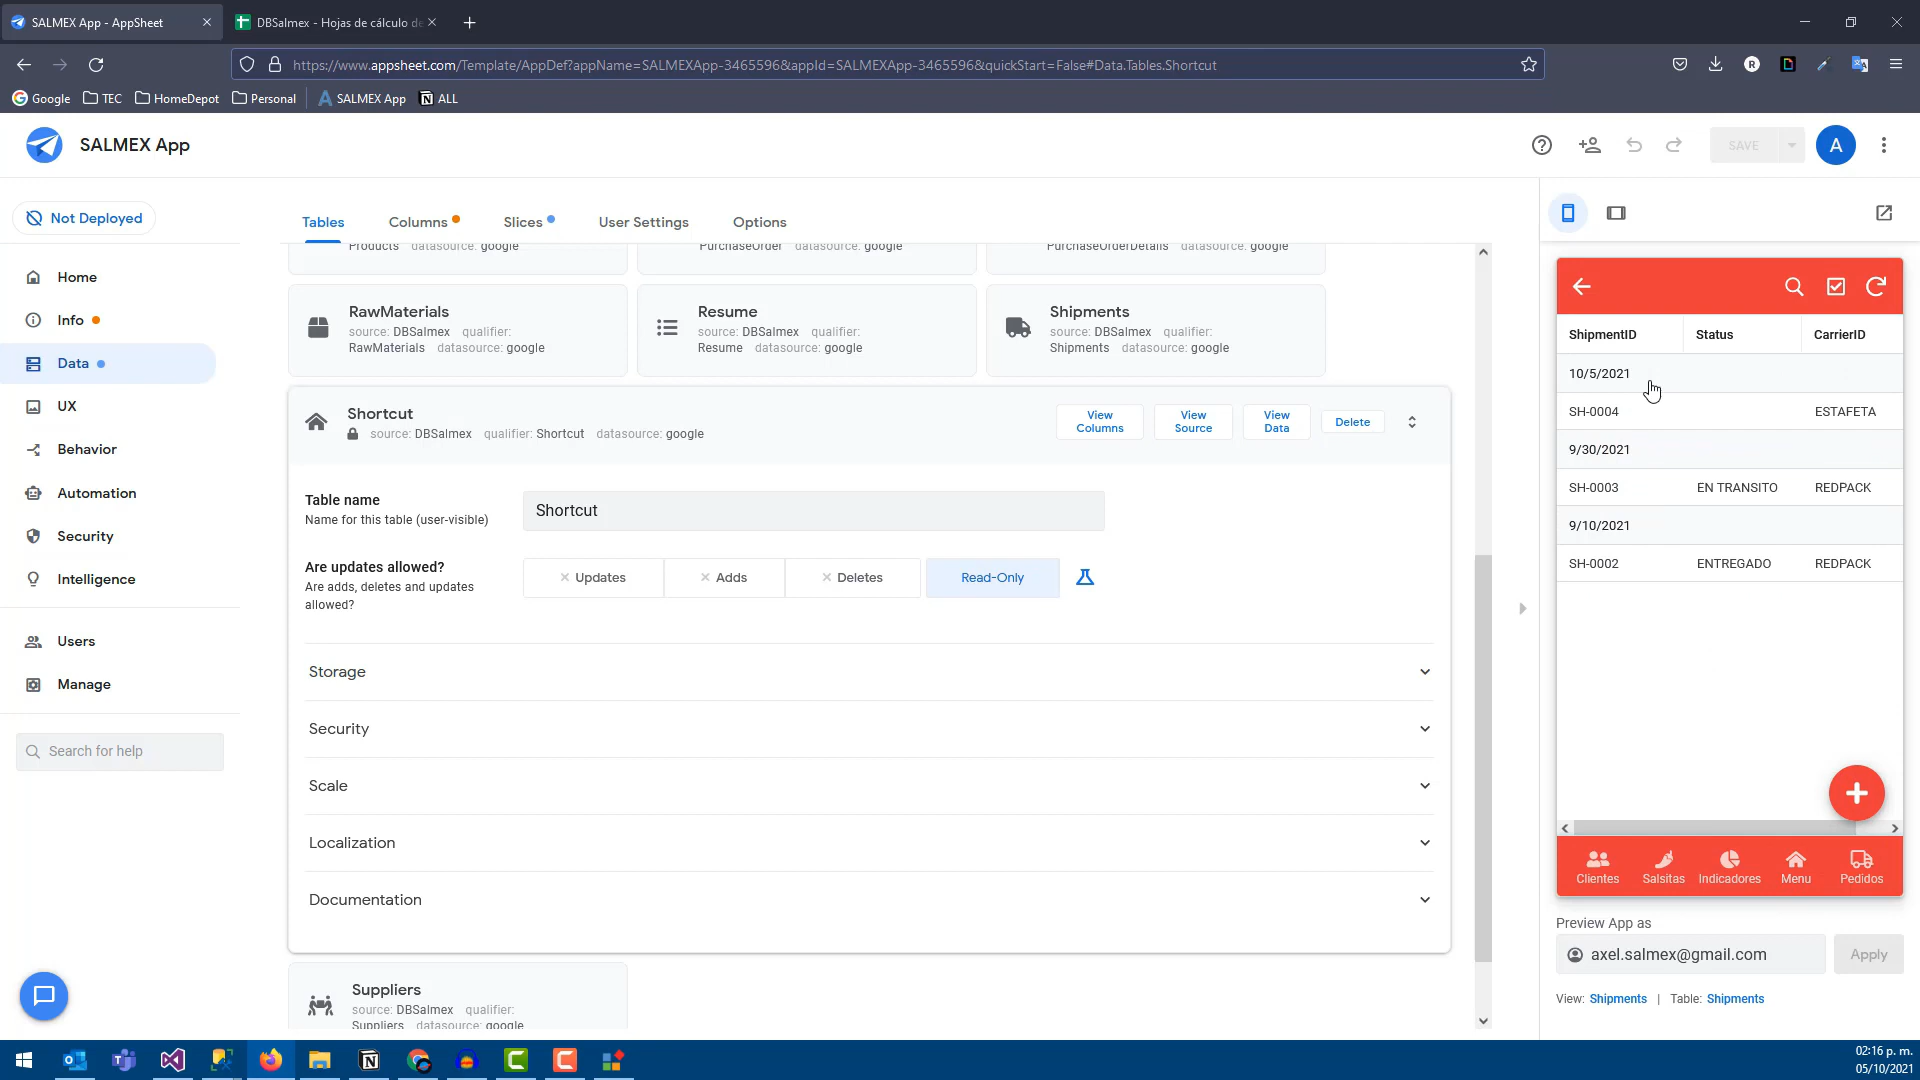 SALMEX App - AppSheet
DBSalmex - Hojas de cálculo de
https://www.appsheet.com/Template/AppDef?appName=SALMEXApp-3465596&appId=SALMEXApp-3465596&quickStart=False#Data.Tables.Shortcut
Google TEC HomeDepot Personal SALMEX App ALL
SALMEX App
SAVE
A
Not Deployed
Home
Info
Data
UX
Behavior
Automation
Security
Intelligence
Users
Manage
Search for help
Tables Columns Slices User Settings Options
Products datasource: google
PurchaseOrder datasource: google
PurchaseOrderDetails datasource: google
RawMaterials
source: DBSalmex qualifier:
RawMaterials datasource: google
Resume
source: DBSalmex qualifier:
Resume datasource: google
Shipments
source: DBSalmex qualifier:
Shipments datasource: google
Shortcut
source: DBSalmex qualifier: Shortcut datasource: google
View Columns
View Source
View Data
Delete
Table name
Name for this table (user-visible)
Shortcut
Are updates allowed?
Are adds, deletes and updates
allowed?
Updates Adds Deletes Read-Only
Storage
Security
Scale
Localization
Documentation
Suppliers
source: DBSalmex qualifier:
Suppliers datasource: google
ShipmentID Status CarrierID
10/5/2021
SH-0004 ESTAFETA
9/30/2021
SH-0003 EN TRANSITO REDPACK
9/10/2021
SH-0002 ENTREGADO REDPACK
Clientes Salsitas Indicadores Menu Pedidos
Preview App as
axel.salmex@gmail.com
Apply
View: Shipments | Table: Shipments
02:16 p. m.
05/10/2021